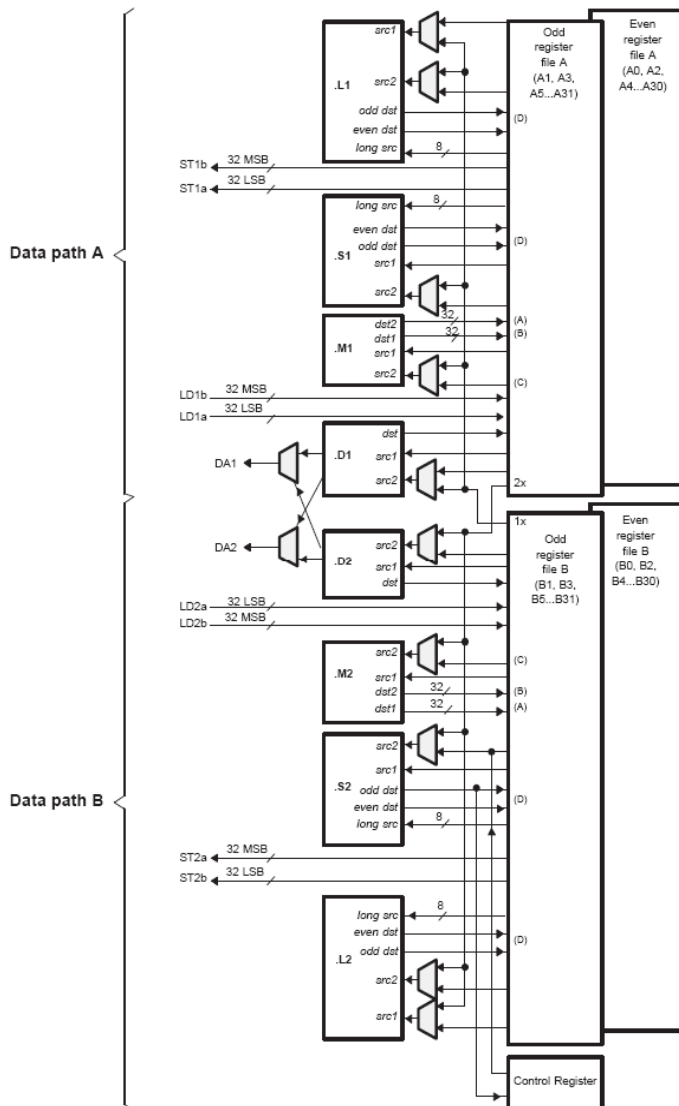 Data path A
.L1
src1
src2
odd dst
even dst
long src
8
ST1b
32 MSB
ST1a
32 LSB
.S1
long src
8
even dst
odd dst
src1
src2
.M1
dst2
32
dst1
32
src1
src2
LD1b
32 MSB
LD1a
32 LSB
.D1
dst
src1
src2
DA1
Odd
register
file A
(A1, A3,
A5...A31)
(D)
(D)
(A)
(B)
(C)
2x
Even
register
file A
(A0, A2,
A4...A30)
Data path B
DA2
.D2
src2
src1
dst
LD2a
32 LSB
LD2b
32 MSB
.M2
src2
src1
dst2
32
dst1
32
.S2
src2
src1
odd dst
even dst
long src
8
ST2a
32 MSB
ST2b
32 LSB
.L2
long src
8
even dst
odd dst
src2
src1
1x
Odd
register
file B
(B1, B3,
B5...B31)
(C)
(B)
(A)
(D)
(D)
Even
register
file B
(B0, B2,
B4...B30)
Control Register